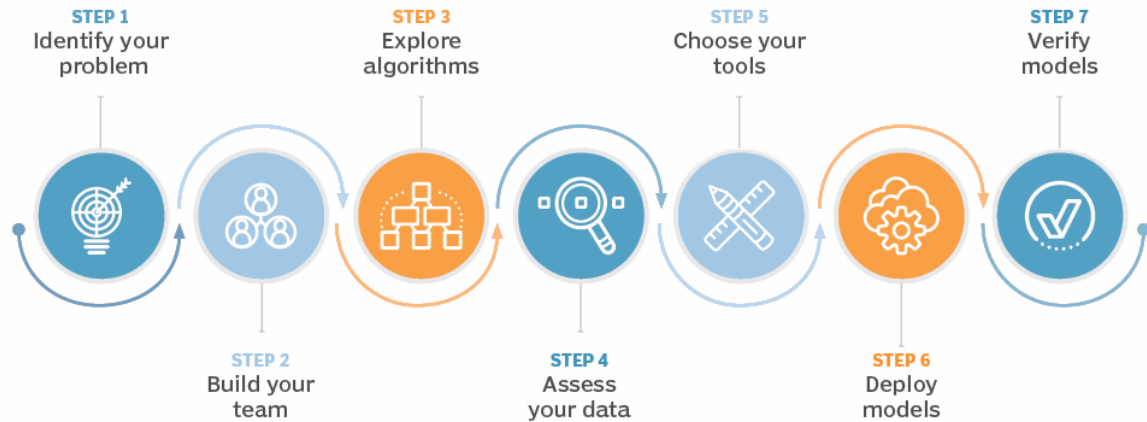 STEP 1
Identify your
problem
STEP 2
Build your
team
STEP 3
Explore
algorithms
STEP 4
Assess
your data
STEP 5
Choose your
tools
STEP 6
Deploy
models
STEP 7
Verify
models